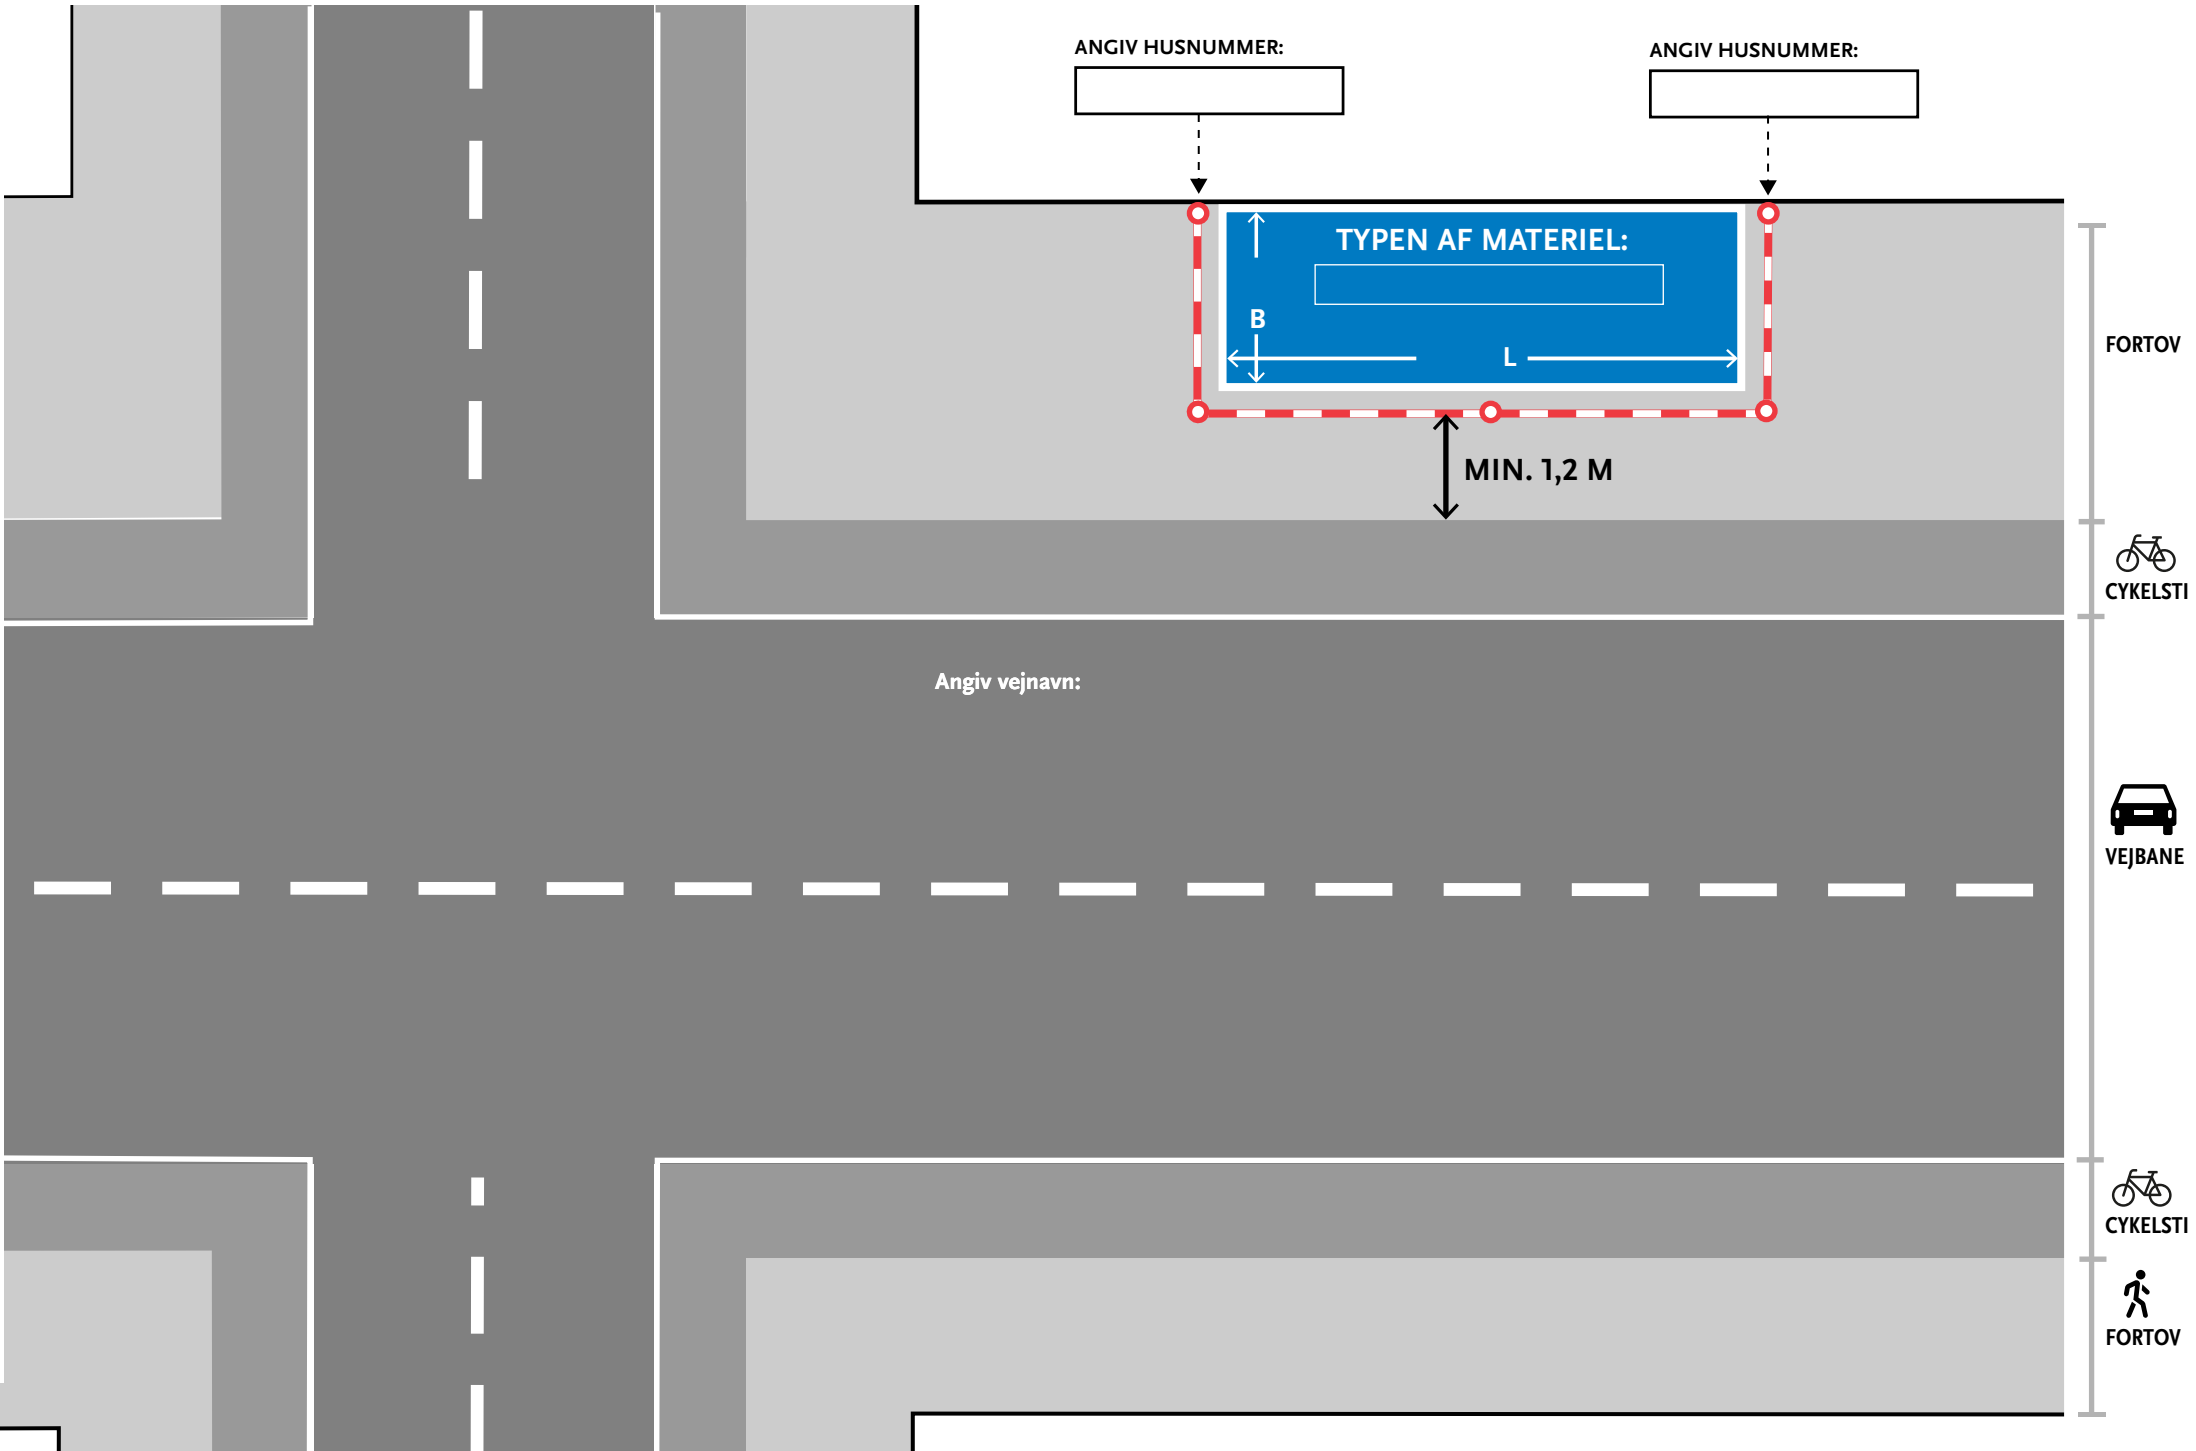 ANGIV HUSNUMMER:
ANGIV HUSNUMMER:
TYPEN AF MATERIEL:
B
L
FORTOV
MIN. 1,2 M
CYKELSTI
Angiv vejnavn:
VEJBANE
CYKELSTI
FORTOV